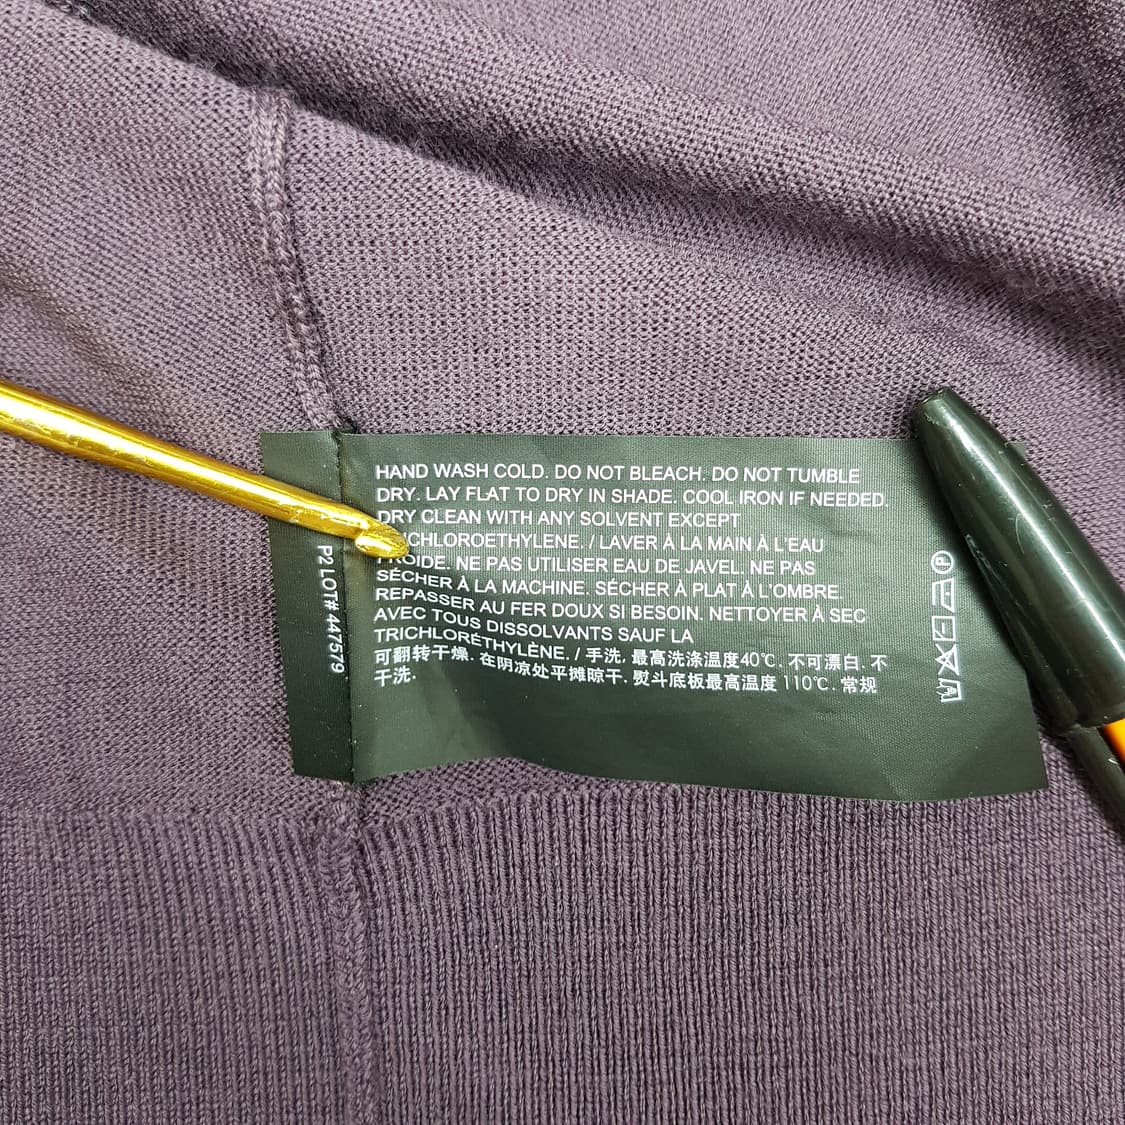 HAND WASH COLD. DO NOT BLEACH. DO NOT TUMBLE
DRY. LAY FLAT TO DRY IN SHADE. COOL IRON IF NEEDED.
DRY CLEAN WITH ANY SOLVENT EXCEPT
ICHLOROETHYLENE. / LAVER À LA MAIN À L'EAU
FROIDE. NE PAS UTILISER EAU DE JAVEL. NE PAS
SÉCHER À LA MACHINE. SÉCHER À PLAT À L'OMBRE.
REPASSER AU FER DOUX SI BESOIN. NETTOYER À SEC
AVEC TOUS DISSOLVANTS SAUF LA
TRICHLORÉTHYLÈNE. / 手洗. 最高洗涤温度40℃. 不可漂白. 不
可翻转干燥. 在阴凉处平摊晾干. 熨斗底板最高温度 110℃. 常规
干洗.
P2 LOT# 447579
P